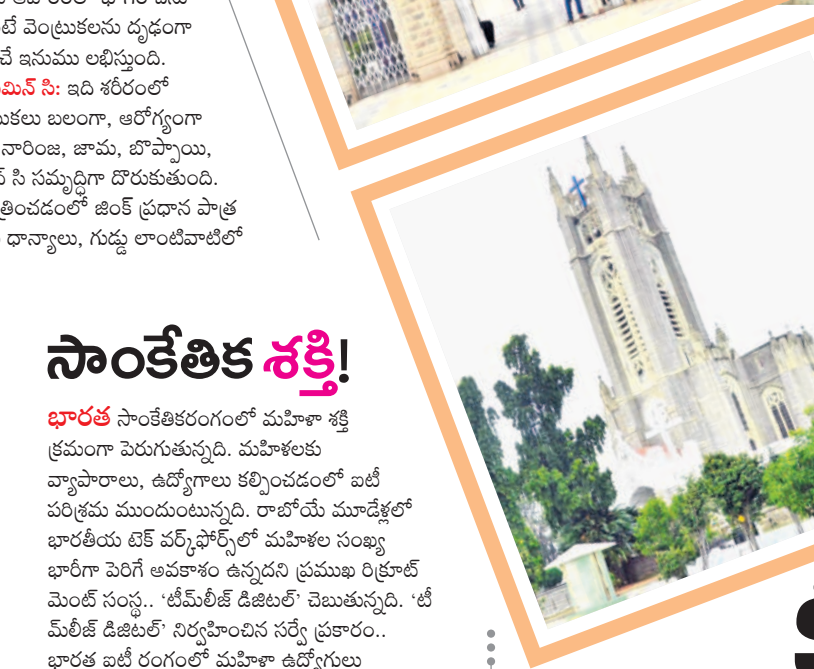 టే వెంట్రుకలను దృఢంగా
చే ఇనుము లభిస్తుంది.
మిన్ సి: ఇది శరీరంలో
కలు బలంగా, ఆరోగ్యంగా
నారింజ, జామ, బొప్పాయి,
సి సమృద్ధిగా దొరుకుతుంది.
త్రించడంలో జింక్ ప్రధాన పాత్ర
ధాన్యాలు, గుడ్డు లాంటివాటిలో
సాంకేతిక శక్తి!
భారత సాంకేతికరంగంలో మహిళా శక్తి
క్రమంగా పెరుగుతున్నది. మహిళలకు
వ్యాపారాలు, ఉద్యోగాలు కల్పించడంలో ఐటీ
పరిశ్రమ ముందుంటున్నది. రాబోయే మూడేళ్లలో
భారతీయ టెక్ వర్క్‌ఫోర్స్‌లో మహిళల సంఖ్య
భారీగా పెరిగే అవకాశం ఉన్నదని ప్రముఖ రిక్రూట్
మెంట్ సంస్థ.. ‘టీమ్‌లీజ్ డిజిటల్’ చెబుతున్నది. ‘టీ
మ్‌లీజ్ డిజిటల్’ నిర్వహించిన సర్వే ప్రకారం..
భారత ఐటీ రంగంలో మహిళా ఉద్యోగులు